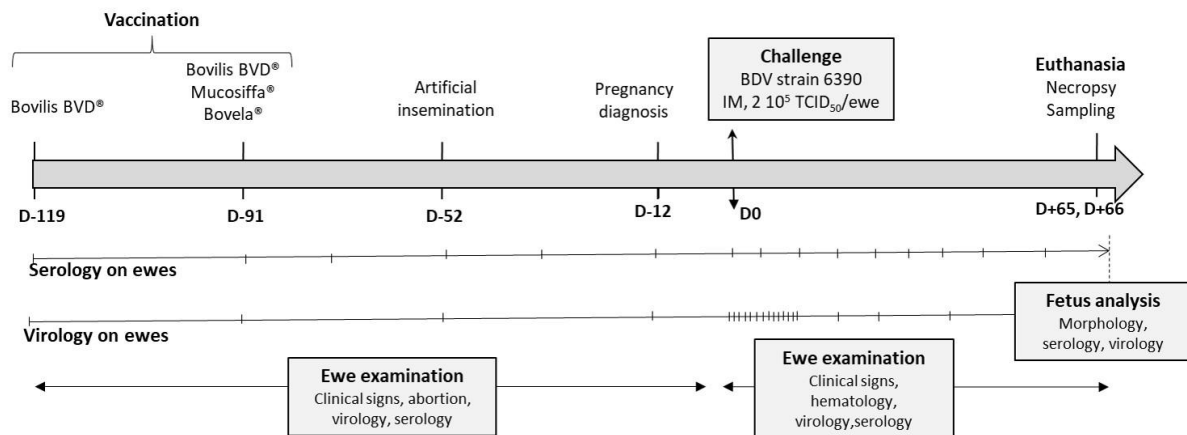 Vaccination
Bovilis BVD®
Bovilis BVD®
Mucosiffa®
Bovela®
Artificial
insemination
Pregnancy
diagnosis
Challenge
BDV strain 6390
IM, 2 10⁵ TCID₅₀/ewe
Euthanasia
Necropsy
Sampling
D-119
D-91
D-52
D-12
D0
D+65, D+66
Serology on ewes
Virology on ewes
Fetus analysis
Morphology,
serology, virology
Ewe examination
Clinical signs, abortion,
virology, serology
Ewe examination
Clinical signs,
hematology,
virology,serology